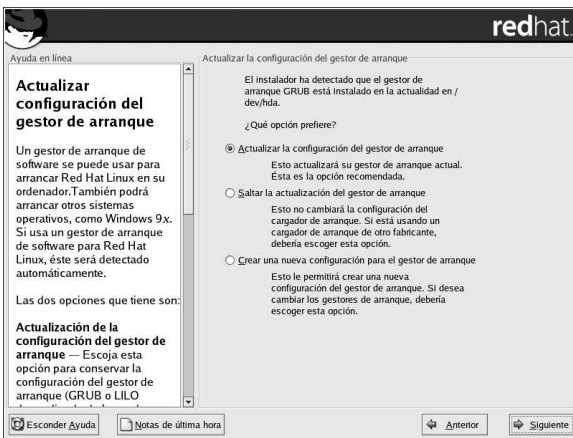 redhat.
Ayuda en línea
Actualizar
configuración del
gestor de arranque
Un gestor de arranque de
software se puede usar para
arrancar Red Hat Linux en su
ordenador.También podrá
arrancar otros sistemas
operativos, como Windows 9x.
Si usa un gestor de arranque
de software para Red Hat
Linux, éste será detectado
automáticamente.
Las dos opciones que tiene son:
Actualización de la
configuración del gestor de
arranque — Escoja esta
opción para conservar la
configuración del gestor de
arranque (GRUB o LILO
Actualizar la configuración del gestor de arranque
El instalador ha detectado que el gestor de
arranque GRUB está instalado en la actualidad en /
dev/hda.
¿Qué opción prefiere?
Actualizar la configuración del gestor de arranque
Esto actualizará su gestor de arranque actual.
Ésta es la opción recomendada.
Saltar la actualización del gestor de arranque
Esto no cambiará la configuración del
cargador de arranque. Si está usando un
cargador de arranque de otro fabricante,
debería escoger esta opción.
Crear una nueva configuración para el gestor de arranque
Esto le permitirá crear una nueva
configuración del gestor de arranque. Si desea
cambiar los gestores de arranque, debería
escoger esta opción.
Esconder Ayuda
Notas de última hora
Anterior
Siguiente